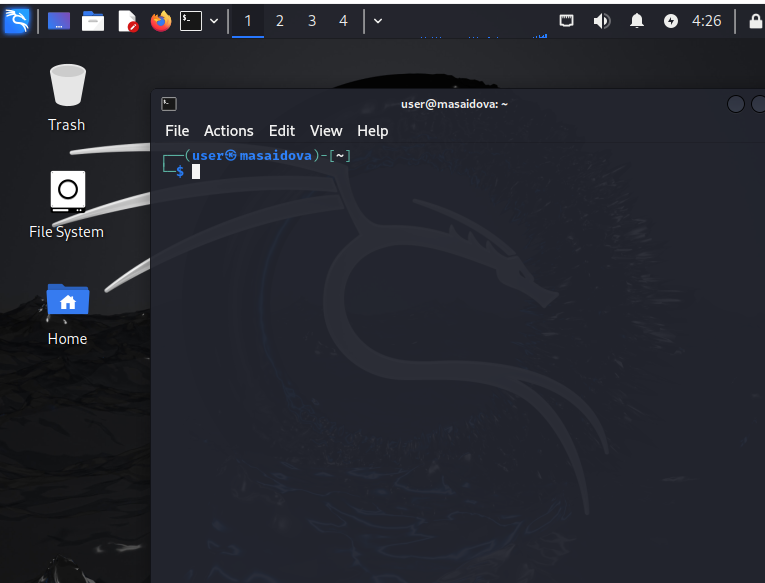 1 2 3 4 4:26
Trash
user@masaidova: ~
File Actions Edit View Help
┌──(user㉿masaidova)-[~]
└─$
File System
Home